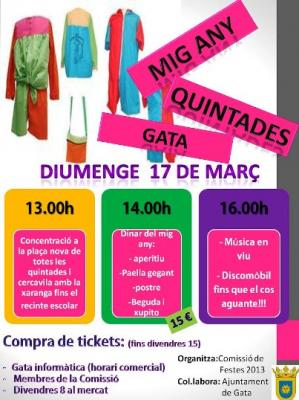 MIG ANY
QUINTADES
GATA
DIUMENGE 17 DE MARÇ
13.00h
Concentració a
la plaça nova de
totes les
quintades i
cercavila amb la
xaranga fins el
recinte escolar
14.00h
Dinar del mig
any:
- aperitiu
-Paella gegant
-postre
-Beguda i
xupito
15 €
16.00h
- Música en
viu
- Discomòbil
fins que el cos
aguante!!!
Compra de tickets: (fins divendres 15)
- Gata informàtica (horari comercial)
- Membres de la Comissió
- Divendres 8 al mercat
Organitza:Comissió de
Festes 2013
Col.labora: Ajuntament
de Gata